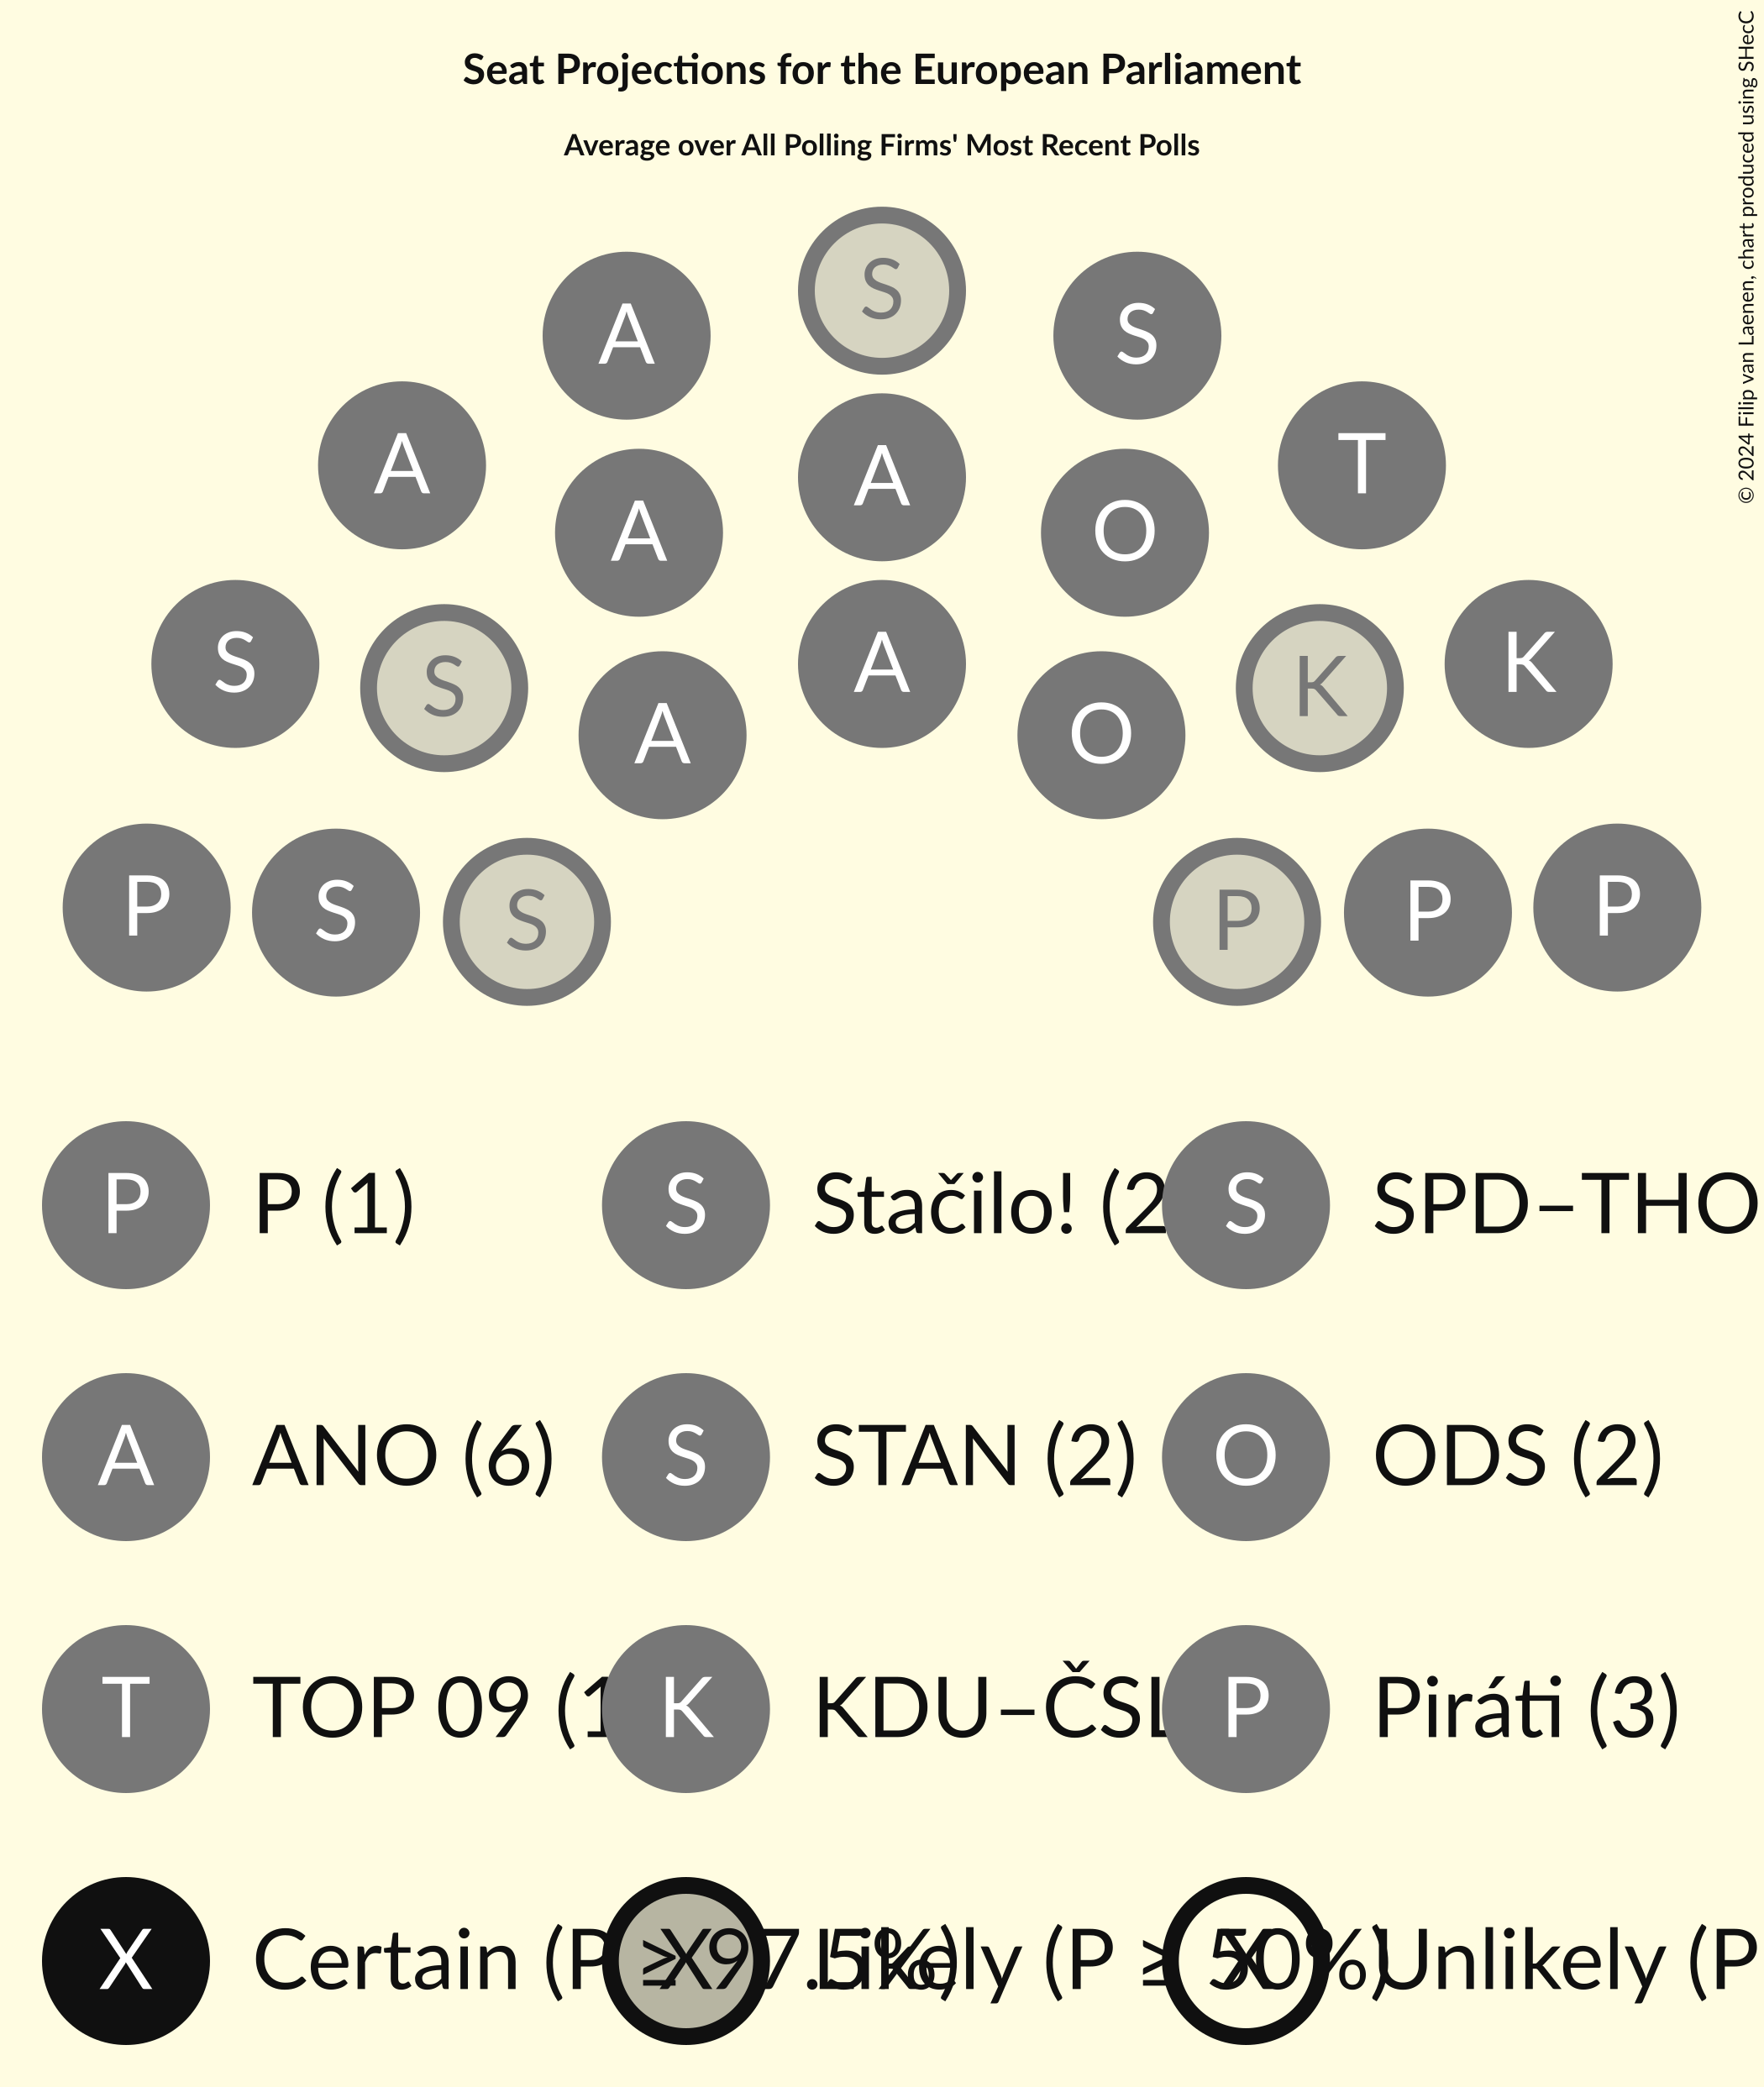 Seat Projections for the European Parliament
Average over All Polling Firms' Most Recent Polls
© 2024 Filip van Laenen, chart produced using SHecC
S
A S
A T
A A O
S K
S A A O K
P S S P P P
P P (1) S Stačilo! (2 S SPD–THO
A ANO (6) S STAN (2) O ODS (2)
T TOP 09 (1 K KDU–ČSL P Piráti (3)
X Certain (P ≥ 97.5%) X Likely (P ≥ 50%) X Unlikely (P